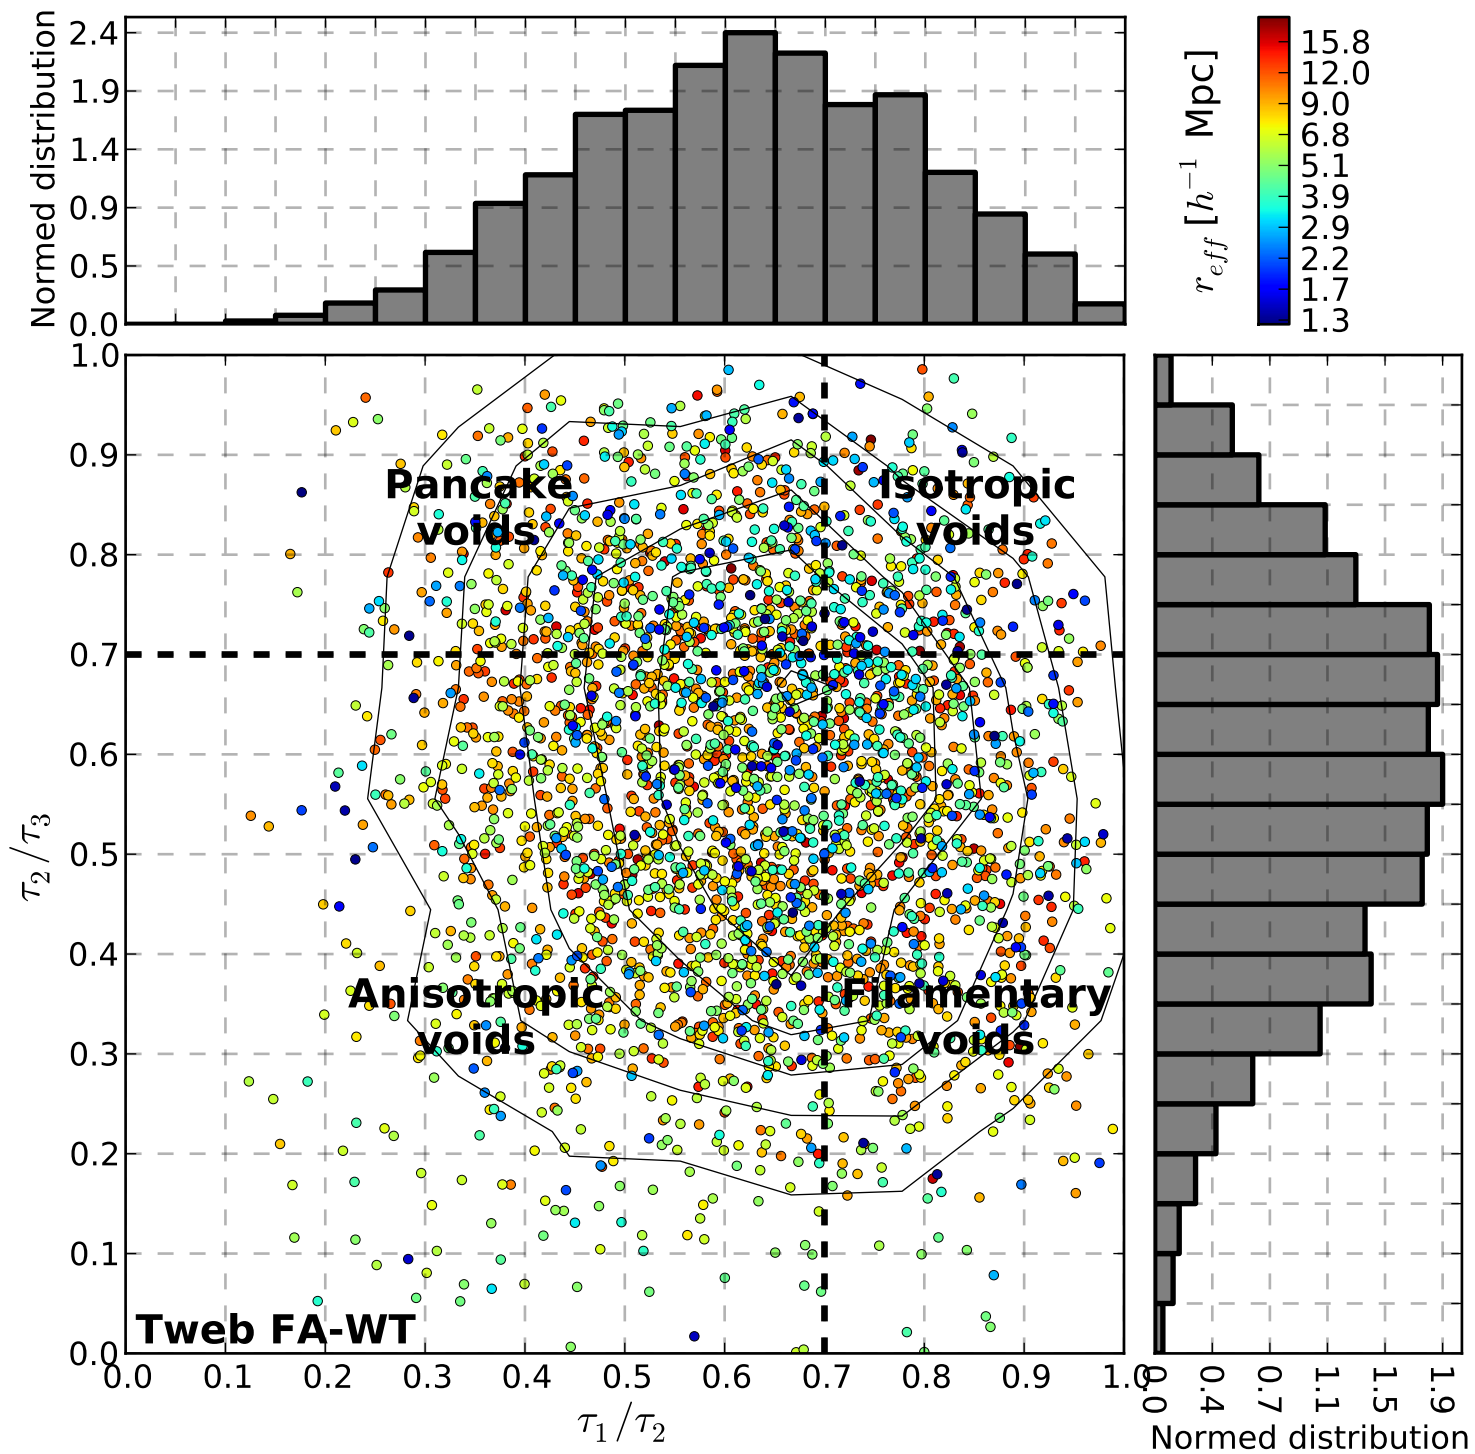 Normed distribution
2.4
1.9
1.4
0.9
0.5
0.0
r_eff [h^{-1} Mpc]
15.8
12.0
9.0
6.8
5.1
3.9
2.9
2.2
1.7
1.3
τ_2/τ_3
1.0
0.9
0.8
0.7
0.6
0.5
0.4
0.3
0.2
0.1
0.0
Pancake
voids
Isotropic
voids
Anisotropic
voids
Filamentary
voids
Tweb FA-WT
0.0 0.1 0.2 0.3 0.4 0.5 0.6 0.7 0.8 0.9 1.0
τ_1/τ_2
0.0 0.4 0.7 1.1 1.5 1.9
Normed distribution